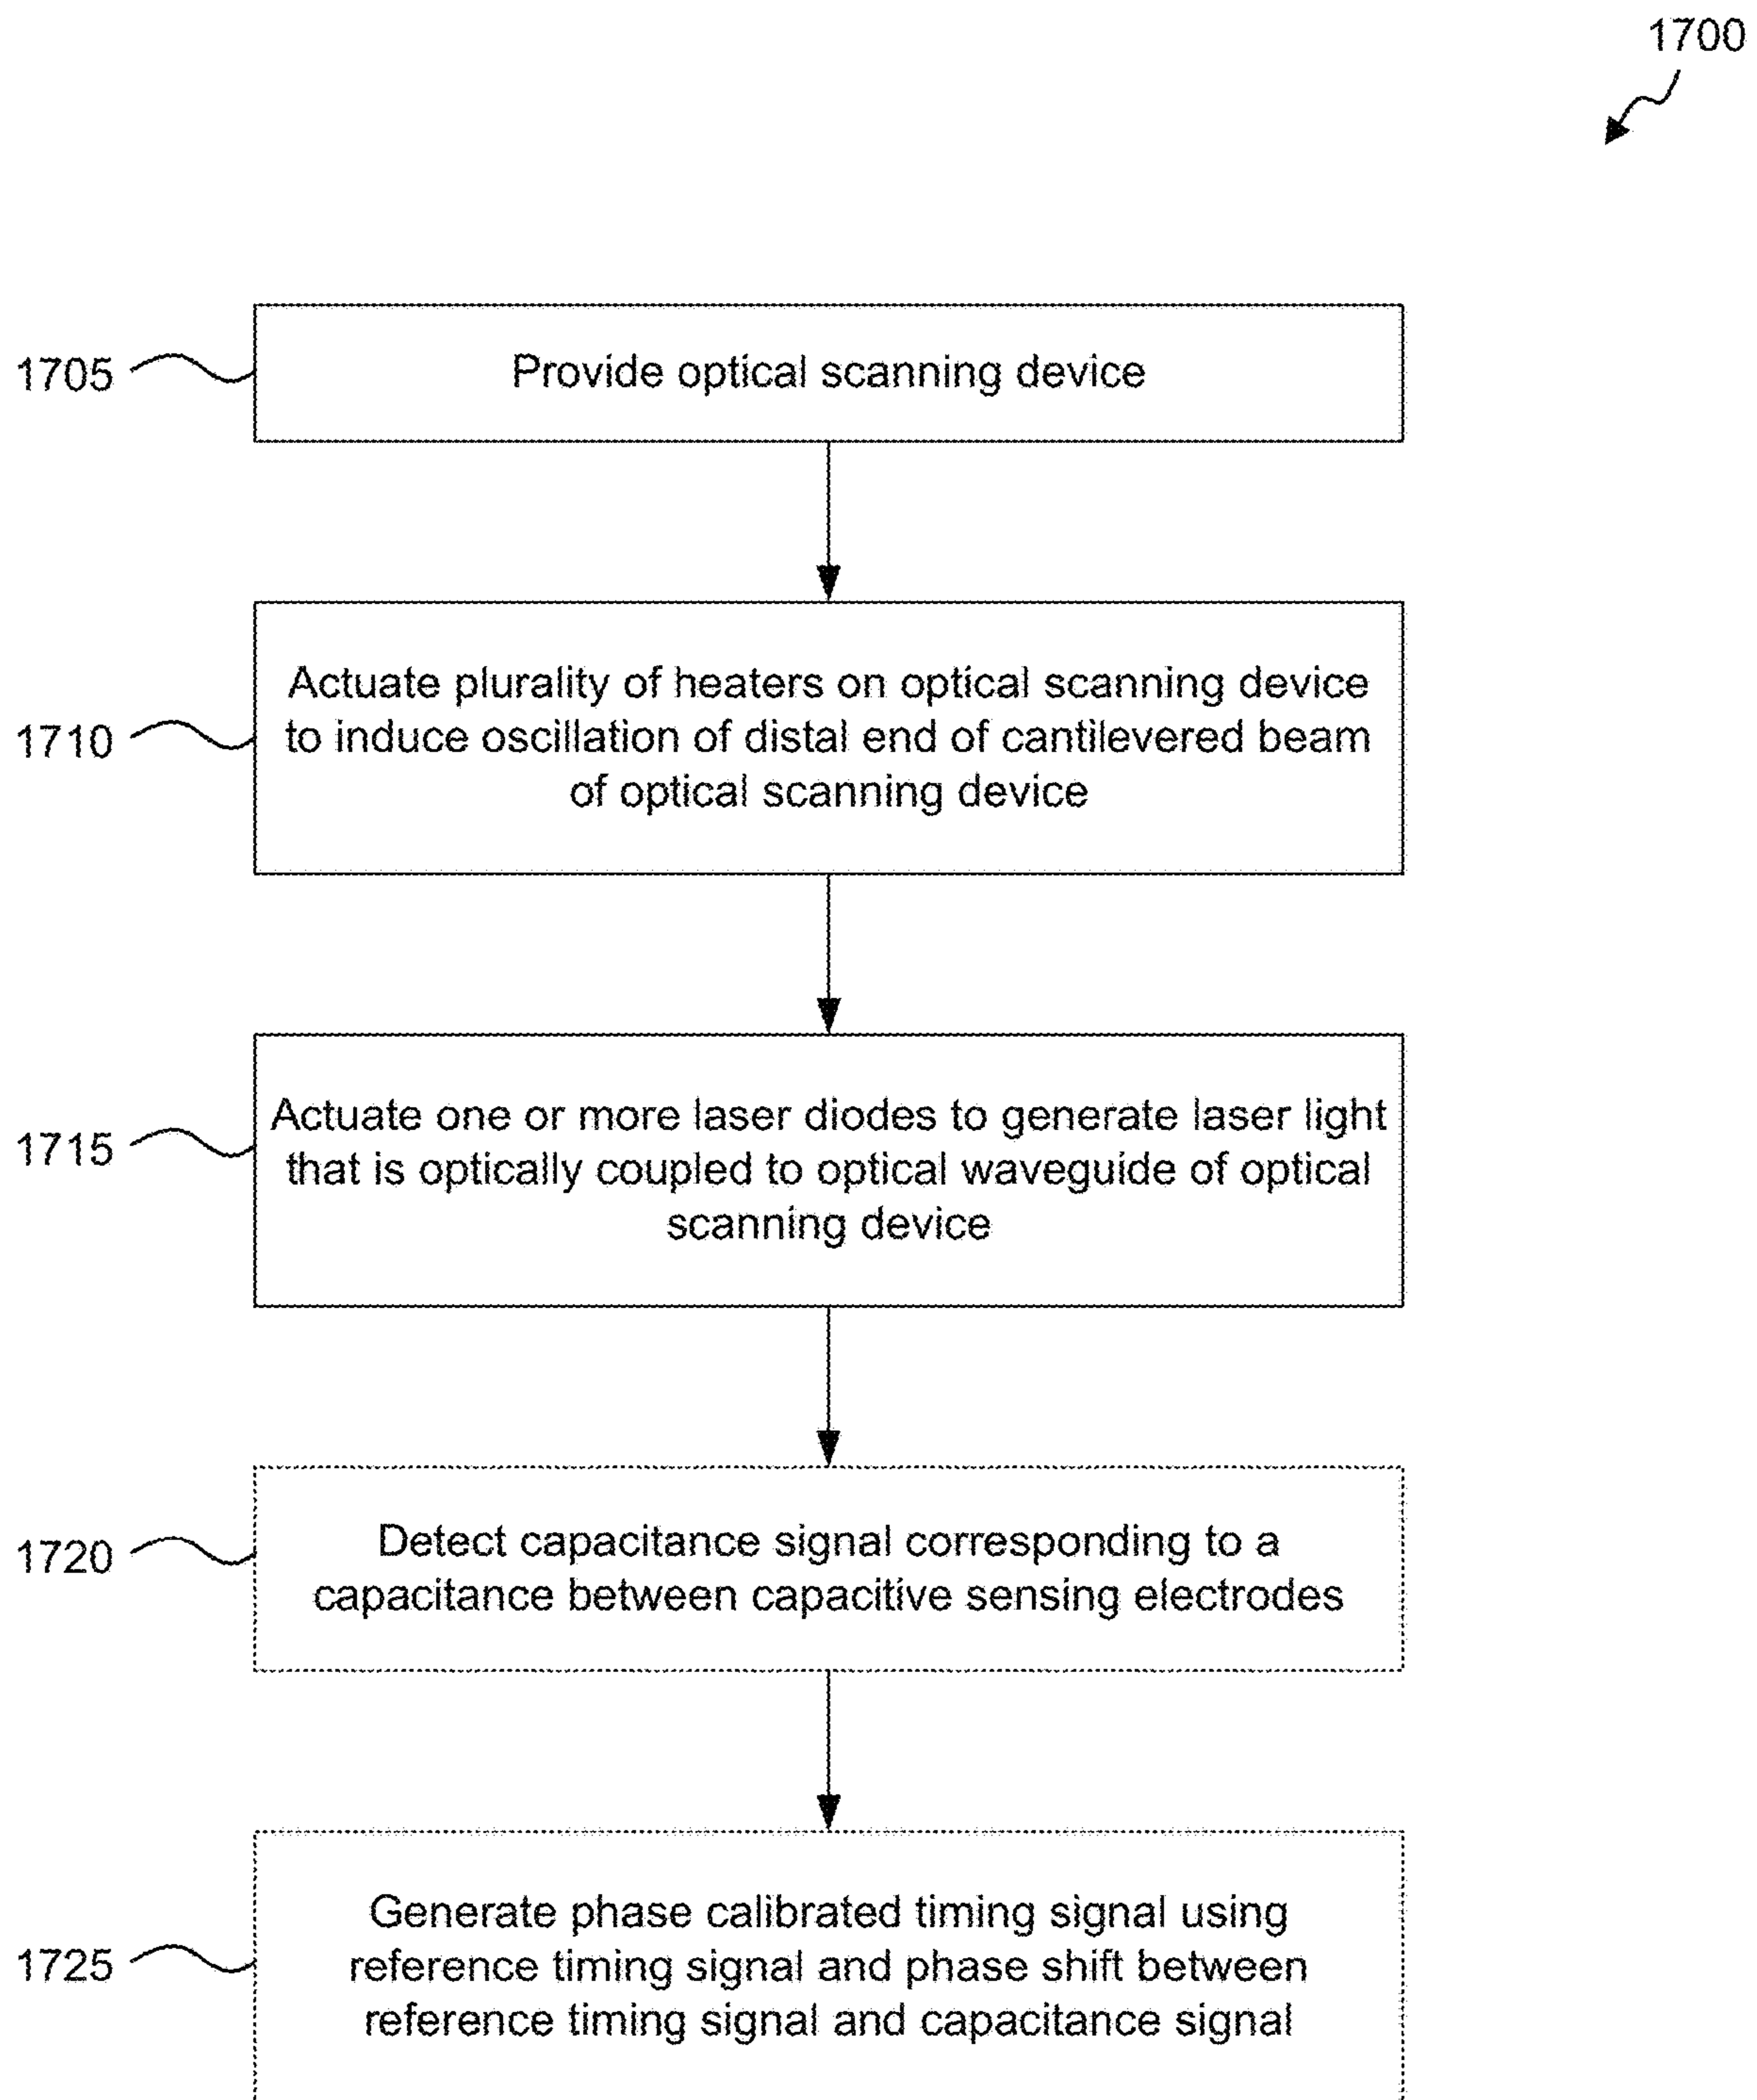 1700
1705
Provide optical scanning device
1710
Actuate plurality of heaters on optical scanning device
to induce oscillation of distal end of cantilevered beam
of optical scanning device
1715
Actuate one or more laser diodes to generate laser light
that is optically coupled to optical waveguide of optical
scanning device
1720
Detect capacitance signal corresponding to a
capacitance between capacitive sensing electrodes
1725
Generate phase calibrated timing signal using
reference timing signal and phase shift between
reference timing signal and capacitance signal